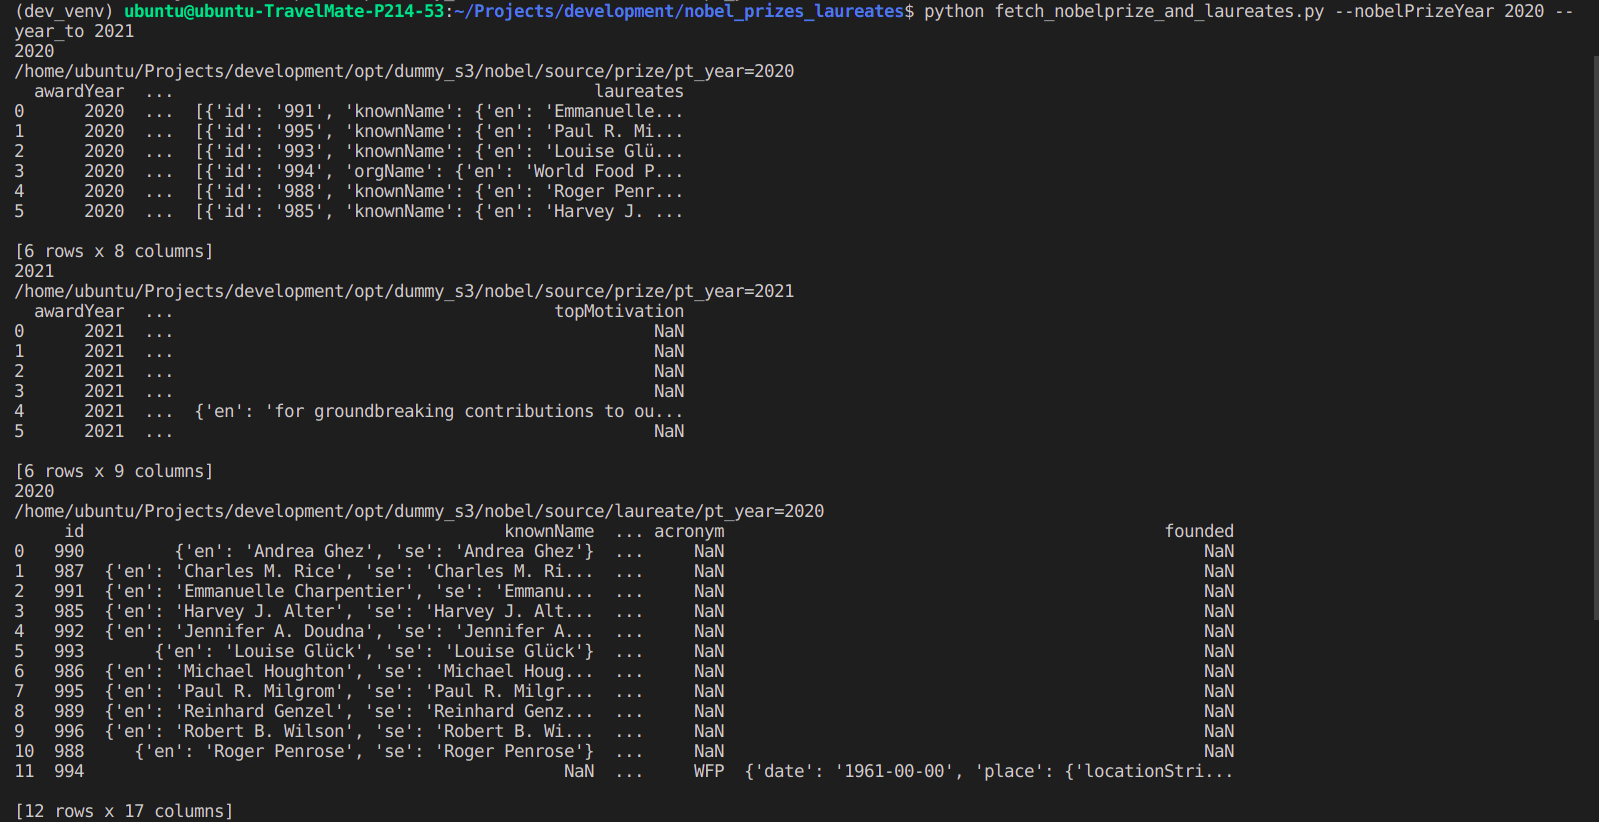 (dev_venv) ubuntu@ubuntu-TravelMate-P214-53:~/Projects/development/nobel_prizes_laureates$ python fetch_nobelprize_and_laureates.py --nobelPrizeYear 2020 --
year_to 2021
2020
/home/ubuntu/Projects/development/opt/dummy_s3/nobel/source/prize/pt_year=2020
  awardYear  ...                                          laureates
0      2020  ...  [{'id': '991', 'knownName': {'en': 'Emmanuelle...
1      2020  ...  [{'id': '995', 'knownName': {'en': 'Paul R. Mi...
2      2020  ...  [{'id': '993', 'knownName': {'en': 'Louise Glü...
3      2020  ...  [{'id': '994', 'orgName': {'en': 'World Food P...
4      2020  ...  [{'id': '988', 'knownName': {'en': 'Roger Penr...
5      2020  ...  [{'id': '985', 'knownName': {'en': 'Harvey J. ...
[6 rows x 8 columns]
2021
/home/ubuntu/Projects/development/opt/dummy_s3/nobel/source/prize/pt_year=2021
  awardYear  ...                                      topMotivation
0      2021  ...                                                NaN
1      2021  ...                                                NaN
2      2021  ...                                                NaN
3      2021  ...                                                NaN
4      2021  ...  {'en': 'for groundbreaking contributions to ou...
5      2021  ...                                                NaN
[6 rows x 9 columns]
2020
/home/ubuntu/Projects/development/opt/dummy_s3/nobel/source/laureate/pt_year=2020
     id                                          knownName  ... acronym                                            founded
0   990         {'en': 'Andrea Ghez', 'se': 'Andrea Ghez'}  ...     NaN                                                NaN
1   987  {'en': 'Charles M. Rice', 'se': 'Charles M. Ri...  ...     NaN                                                NaN
2   991  {'en': 'Emmanuelle Charpentier', 'se': 'Emmanu...  ...     NaN                                                NaN
3   985  {'en': 'Harvey J. Alter', 'se': 'Harvey J. Alt...  ...     NaN                                                NaN
4   992  {'en': 'Jennifer A. Doudna', 'se': 'Jennifer A...  ...     NaN                                                NaN
5   993       {'en': 'Louise Glück', 'se': 'Louise Glück'}  ...     NaN                                                NaN
6   986  {'en': 'Michael Houghton', 'se': 'Michael Houg...  ...     NaN                                                NaN
7   995  {'en': 'Paul R. Milgrom', 'se': 'Paul R. Milgr...  ...     NaN                                                NaN
8   989  {'en': 'Reinhard Genzel', 'se': 'Reinhard Genz...  ...     NaN                                                NaN
9   996  {'en': 'Robert B. Wilson', 'se': 'Robert B. Wi...  ...     NaN                                                NaN
10  988     {'en': 'Roger Penrose', 'se': 'Roger Penrose'}  ...     NaN                                                NaN
11  994                                                NaN  ...     WFP  {'date': '1961-00-00', 'place': {'locationStri...
[12 rows x 17 columns]